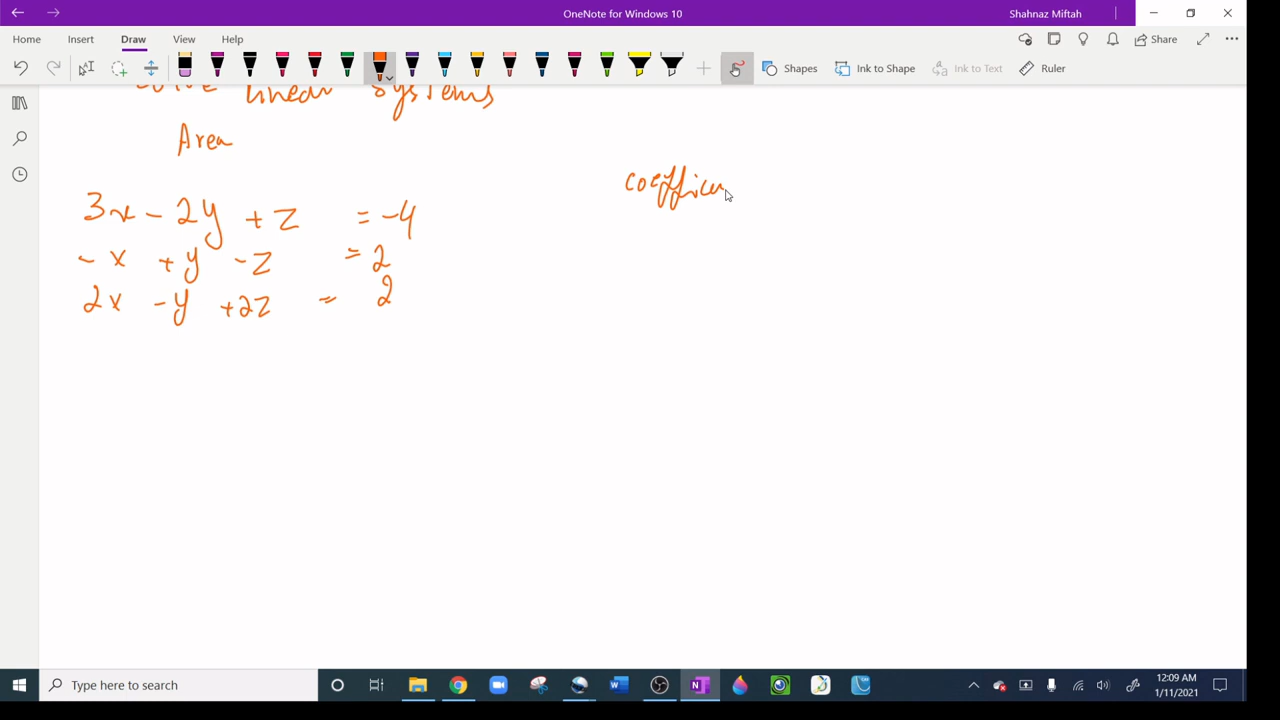 OneNote for Windows 10
Shahnaz Miftah
Home Insert Draw View Help
Share
Shapes Ink to Shape Ink to Text Ruler
linear systems
Area
coefficien
3x - 2y + z = -4
- x + y - z = 2
2x - y + 2z = 2
Type here to search
12:09 AM
1/11/2021